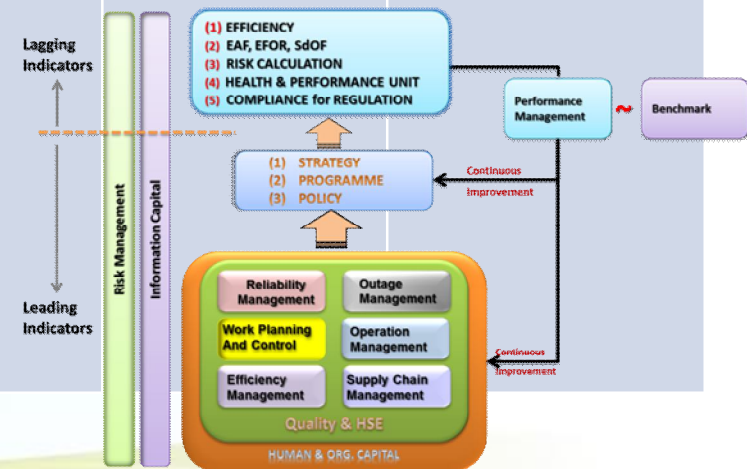 Lagging
Indicators
Leading
Indicators
Risk Management
Information Capital
(1) EFFICIENCY
(2) EAF, EFOR, SdOF
(3) RISK CALCULATION
(4) HEALTH & PERFORMANCE UNIT
(5) COMPLIANCE for REGULATION
Performance
Management
~
Benchmark
(1) STRATEGY
(2) PROGRAMME
(3) POLICY
Continuous
Improvement
Reliability
Management
Outage
Management
Work Planning
And Control
Operation
Management
Efficiency
Management
Supply Chain
Management
Quality & HSE
HUMAN & ORG. CAPITAL
Continuous
Improvement